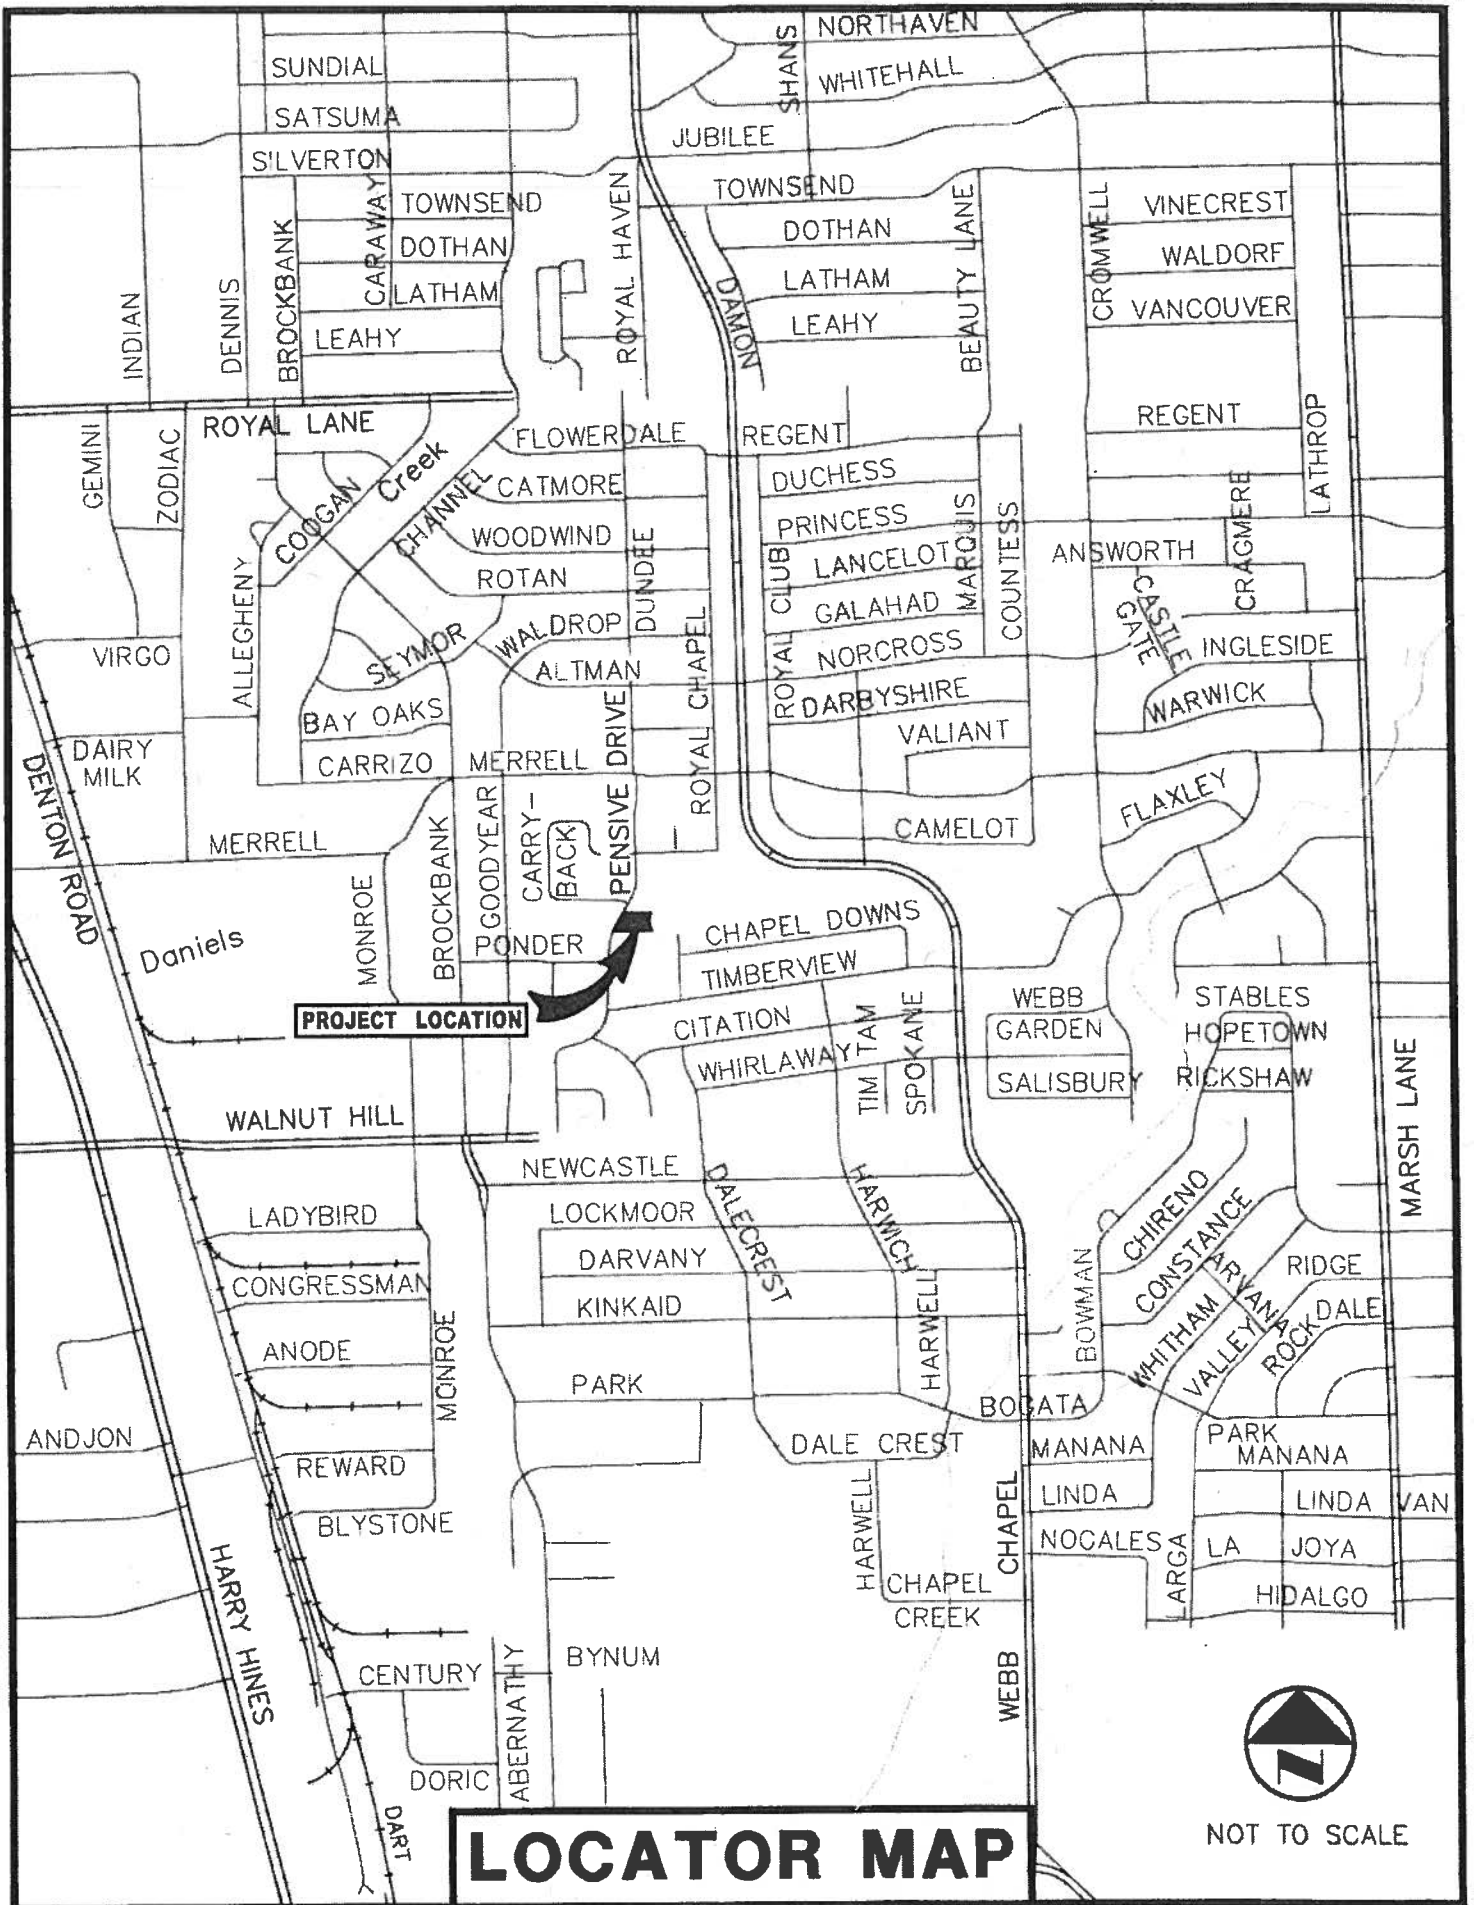 NORTHAVEN
SHANS
WHITEHALL
SUNDIAL
SATSUMA
JUBILEE
SILVERTON
TOWNSEND
TOWNSEND
VINECREST
CARAWAY
ROYAL HAVEN
DOTHAN
DOTHAN
BEAUTY LANE
CROMWELL
WALDORF
BROCKBANK
LATHAM
LATHAM
DAMON
VANCOUVER
INDIAN
DENNIS
LEAHY
LEAHY
ROYAL LANE
GEMINI
ZODIAC
FLOWERDALE
REGENT
REGENT
LATHROP
Creek
CHANNEL
COOGAN
CATMORE
DUCHESS
PRINCESS
MARQUIS
COUNTESS
CRAGMERE
WOODWIND
DUNDEE
LANCELOT
ANSWORTH
ROTAN
ROYAL CLUB
GALAHAD
CASTLE
GATE
ALLEGHENY
VIRGO
SEYMOR
WALDROP
ALTMAN
ROYAL CHAPEL
NORCROSS
INGLESIDE
DARBYSHIRE
WARWICK
BAY OAKS
VALIANT
DAIRY
MILK
CARRIZO
MERRELL
PENSIVE DRIVE
DENTON ROAD
FLAXLEY
MERRELL
CAMELOT
MONROE
BROCKBANK
GOODYEAR
CARRY-
BACK
Daniels
PONDER
CHAPEL DOWNS
TIMBERVIEW
PROJECT LOCATION
CITATION
WEBB
GARDEN
STABLES
HOPETOWN
WHIRLAWAY
TIM TAM
SPOKANE
SALISBURY
RICKSHAW
MARSH LANE
WALNUT HILL
NEWCASTLE
DALECREST
HARWICH
CHIRENO
LADYBIRD
LOCKMOOR
CONSTANCE
DARVANY
ARVANA
RIDGE
CONGRESSMAN
KINKAID
HARWELL
BOWMAN
WHITHAM
VALLEY
ROCK
DALE
ANODE
MONROE
PARK
BOGATA
ANDJON
DALE CREST
MANANA
PARK
MANANA
REWARD
HARWELL
LINDA
LINDA
VAN
BLYSTONE
CHAPEL
NOCALES
LARGA
LA JOYA
HARRY HINES
CHAPEL
CREEK
HIDALGO
WEBB
CENTURY
ABERNATHY
BYNUM
DORIC
DART
N
NOT TO SCALE
LOCATOR MAP